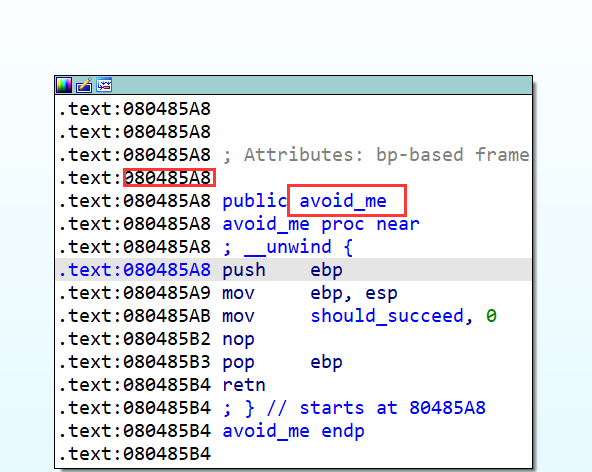 .text:080485A8
.text:080485A8
.text:080485A8 ; Attributes: bp-based frame
.text:080485A8
.text:080485A8 public avoid_me
.text:080485A8 avoid_me proc near
.text:080485A8 ; __unwind {
.text:080485A8 push    ebp
.text:080485A9 mov     ebp, esp
.text:080485AB mov     should_succeed, 0
.text:080485B2 nop
.text:080485B3 pop     ebp
.text:080485B4 retn
.text:080485B4 ; } // starts at 80485A8
.text:080485B4 avoid_me endp
.text:080485B4